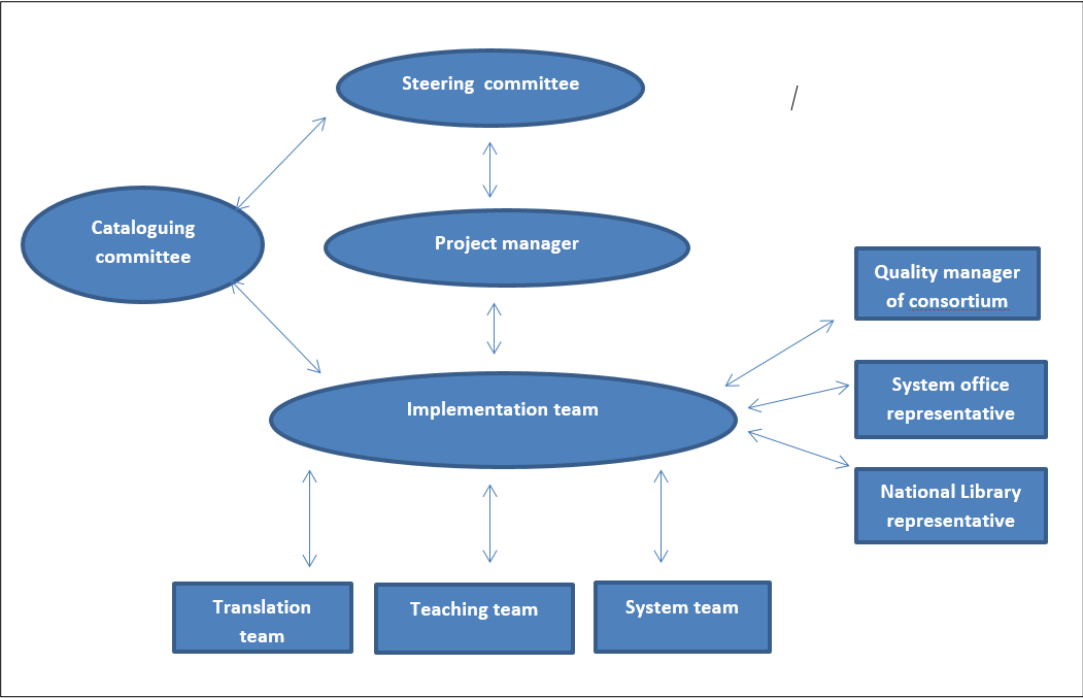 Steering committee
/
Cataloguing
committee
Project manager
Quality manager
of consortium
System office
representative
Implementation team
National Library
representative
Translation
team
Teaching team
System team